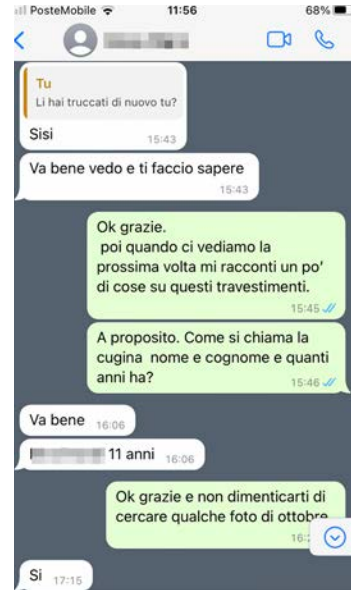 PosteMobile 11:56 68%
Tu
Li hai truccati di nuovo tu?
Sisi
15:43
Va bene vedo e ti faccio sapere
15:43
Ok grazie.
poi quando ci vediamo la
prossima volta mi racconti un po'
di cose su questi travestimenti.
15:45
A proposito. Come si chiama la
cugina nome e cognome e quanti
anni ha?
15:46
Va bene 16:06
11 anni 16:06
Ok grazie e non dimenticarti di
cercare qualche foto di ottobre
Si 17:15